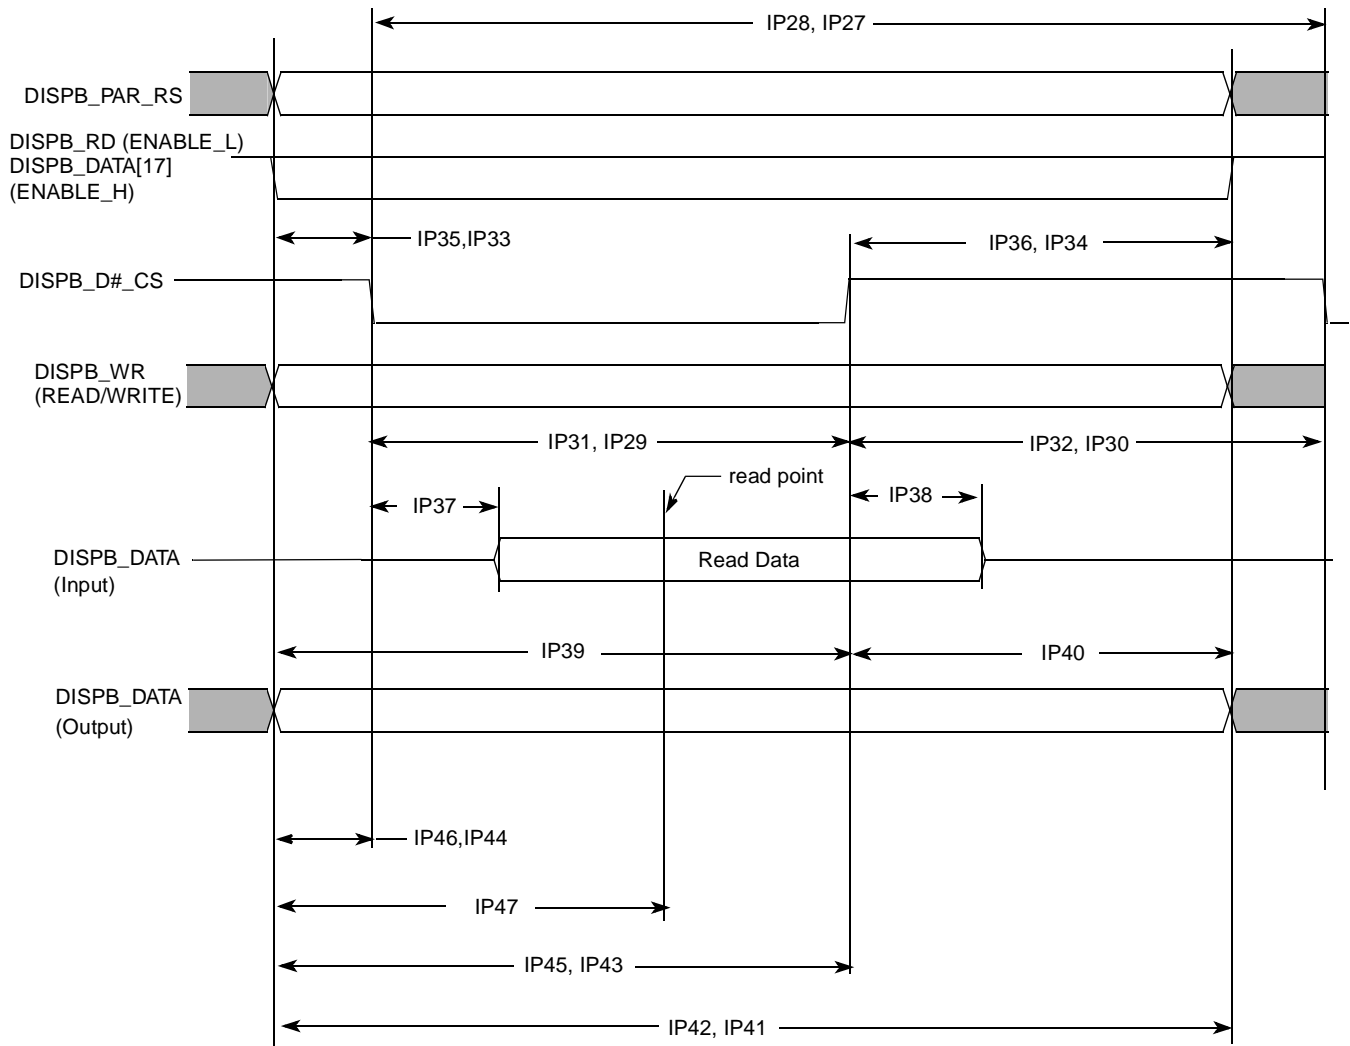 IP28, IP27
DISPB_PAR_RS
DISPB_RD (ENABLE_L)
DISPB_DATA[17]
(ENABLE_H)
IP35,IP33
IP36, IP34
DISPB_D#_CS
DISPB_WR
(READ/WRITE)
IP31, IP29
IP32, IP30
read point
IP37
IP38
DISPB_DATA
(Input)
Read Data
IP39
IP40
DISPB_DATA
(Output)
IP46,IP44
IP47
IP45, IP43
IP42, IP41